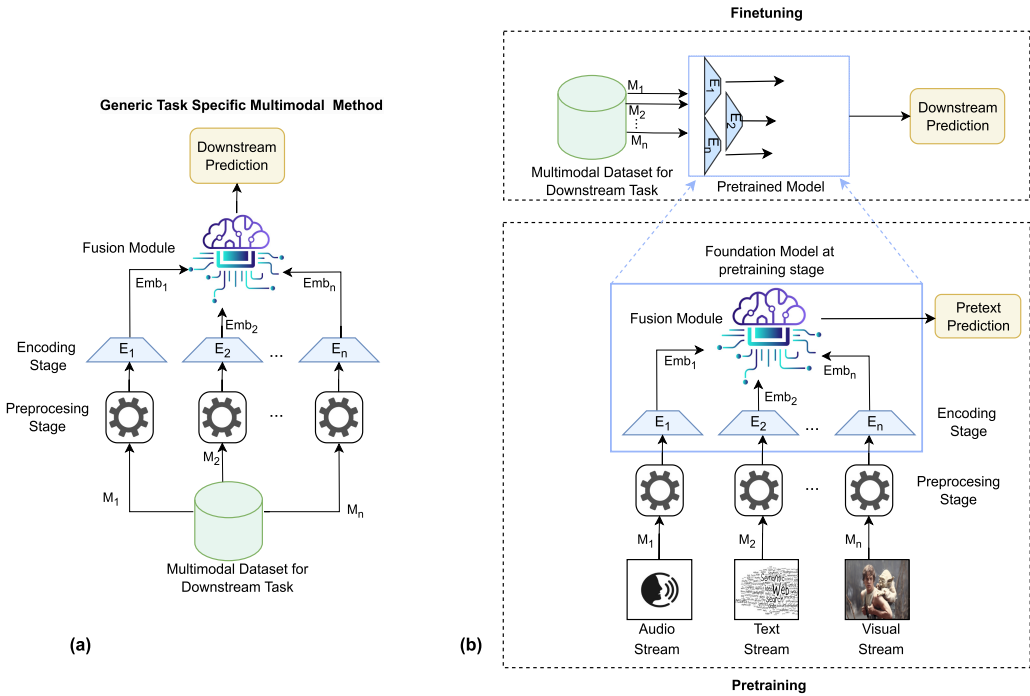 Generic Task Specific Multimodal Method
Downstream
Prediction
Fusion Module
Emb1
Emb2
Embn
Encoding
Stage
E1
E2
...
En
Preprocesing
Stage
...
M1
M2
Mn
Multimodal Dataset for
Downstream Task
(a)
Finetuning
M1
M2
...
Mn
E1
E2
En
Multimodal Dataset for
Downstream Task
Pretrained Model
Downstream
Prediction
Foundation Model at
pretraining stage
Fusion Module
Pretext
Prediction
Emb1
Emb2
Embn
E1
E2
...
En
Encoding
Stage
...
Preprocesing
Stage
M1
M2
Mn
Semantic
Web
Search
Audio
Stream
Text
Stream
Visual
Stream
(b)
Pretraining